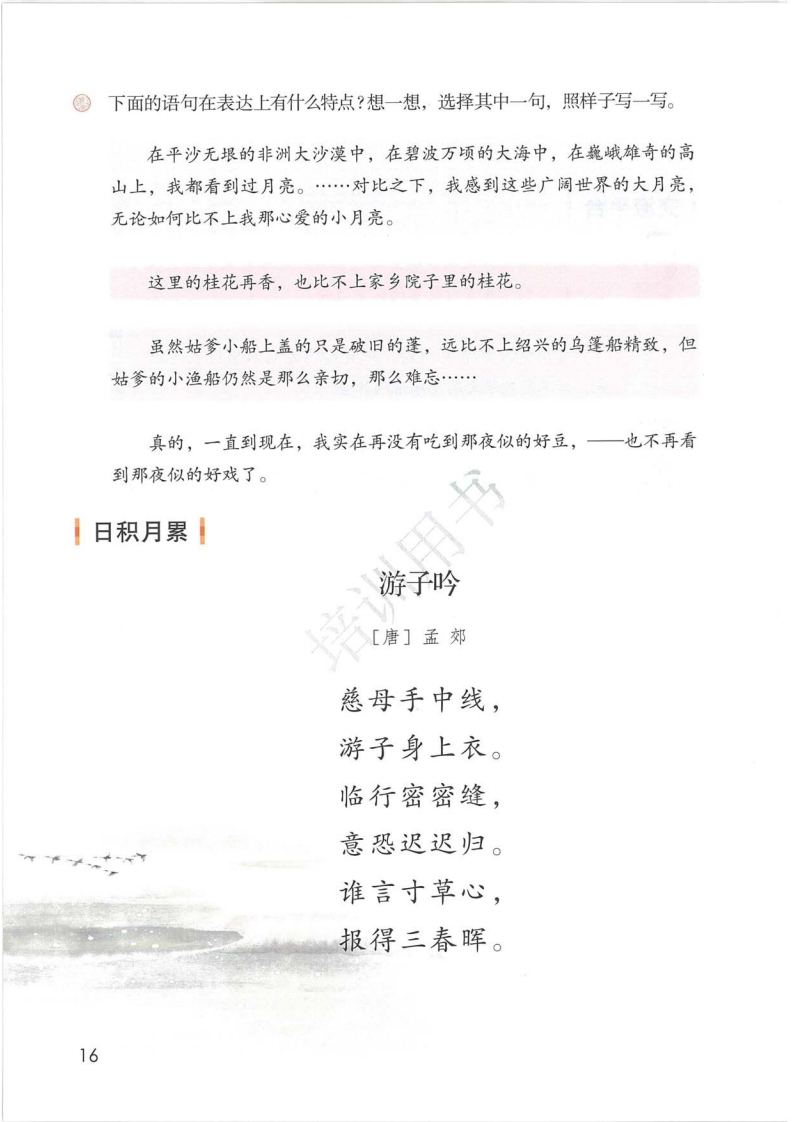 下面的语句在表达上有什么特点？想一想，选择其中一句，照样子写一写。
在平沙无垠的非洲大沙漠中，在碧波万顷的大海中，在巍峨雄奇的高
山上，我都看到过月亮。……对比之下，我感到这些广阔世界的大月亮，
无论如何比不上我那心爱的小月亮。
这里的桂花再香，也比不上家乡院子里的桂花。
虽然姑爹小船上盖的只是破旧的篷，远比不上绍兴的乌篷船精致，但
姑爹的小渔船仍然是那么亲切，那么难忘……
真的，一直到现在，我实在再没有吃到那夜似的好豆，——也不再看
到那夜似的好戏了。
日积月累
游子吟
［唐］孟 郊
慈母手中线，
游子身上衣。
临行密密缝，
意恐迟迟归。
谁言寸草心，
报得三春晖。
培训用书
16